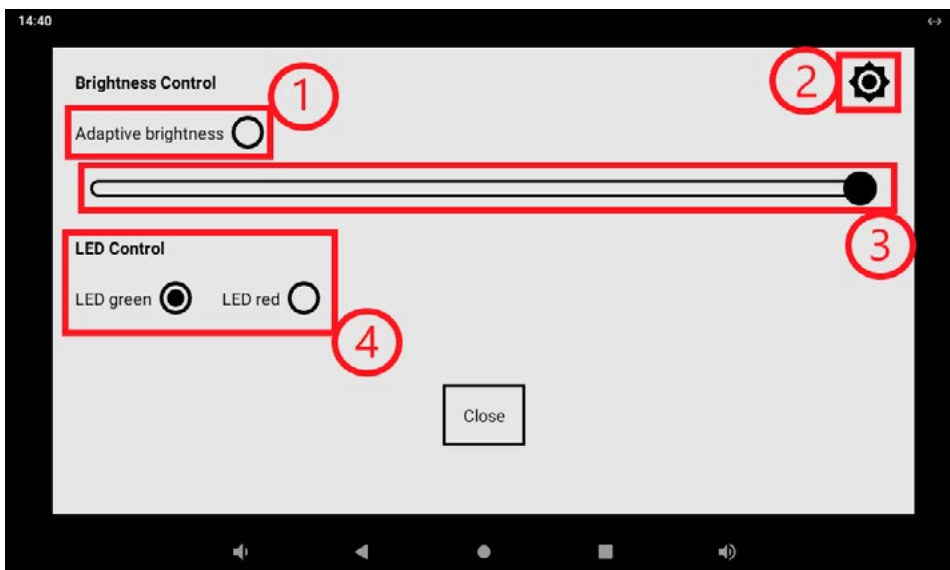 14:40
Brightness Control
1
2
Adaptive brightness
3
LED Control
LED green LED red
4
Close